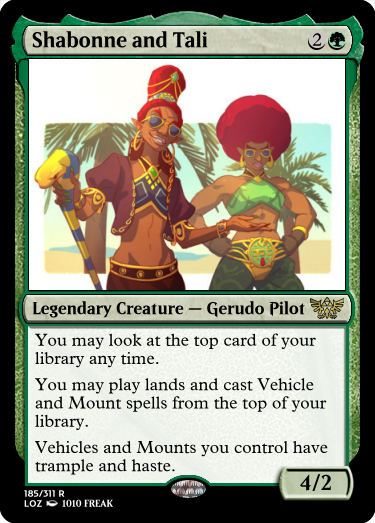 Shabonne and Tali 2
Legendary Creature — Gerudo Pilot
You may look at the top card of your
library any time.
You may play lands and cast Vehicle
and Mount spells from the top of your
library.
Vehicles and Mounts you control have
trample and haste.
4/2
185/311 R
LOZ 1010 FREAK